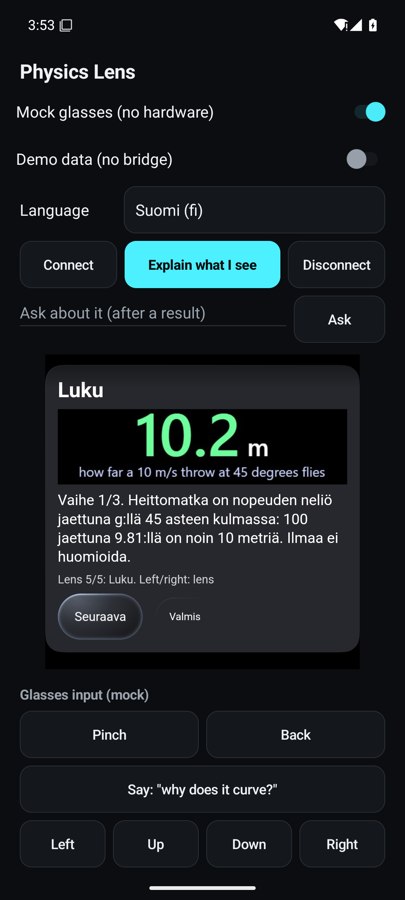 3:53
Physics Lens
Mock glasses (no hardware)
Demo data (no bridge)
Language
Suomi (fi)
Connect
Explain what I see
Disconnect
Ask about it (after a result)
Ask
Luku
10.2 m
how far a 10 m/s throw at 45 degrees flies
Vaihe 1/3. Heittomatka on nopeuden neliö
jaettuna g:llä 45 asteen kulmassa: 100
jaettuna 9.81:llä on noin 10 metriä. Ilmaa ei
huomioida.
Lens 5/5: Luku. Left/right: lens
Seuraava
Valmis
Glasses input (mock)
Pinch
Back
Say: "why does it curve?"
Left
Up
Down
Right